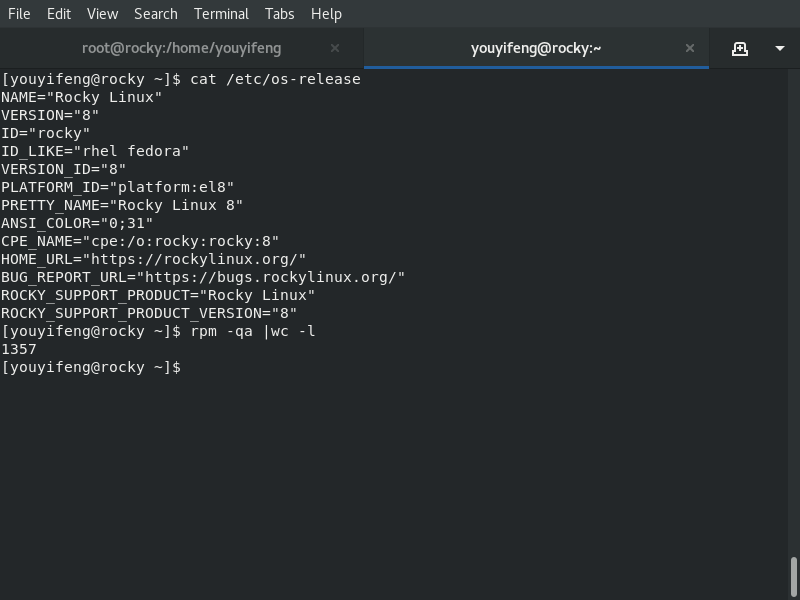 File Edit View Search Terminal Tabs Help
root@rocky:/home/youyifeng × youyifeng@rocky:~ ×
[youyifeng@rocky ~]$ cat /etc/os-release
NAME="Rocky Linux"
VERSION="8"
ID="rocky"
ID_LIKE="rhel fedora"
VERSION_ID="8"
PLATFORM_ID="platform:el8"
PRETTY_NAME="Rocky Linux 8"
ANSI_COLOR="0;31"
CPE_NAME="cpe:/o:rocky:rocky:8"
HOME_URL="https://rockylinux.org/"
BUG_REPORT_URL="https://bugs.rockylinux.org/"
ROCKY_SUPPORT_PRODUCT="Rocky Linux"
ROCKY_SUPPORT_PRODUCT_VERSION="8"
[youyifeng@rocky ~]$ rpm -qa |wc -l
1357
[youyifeng@rocky ~]$